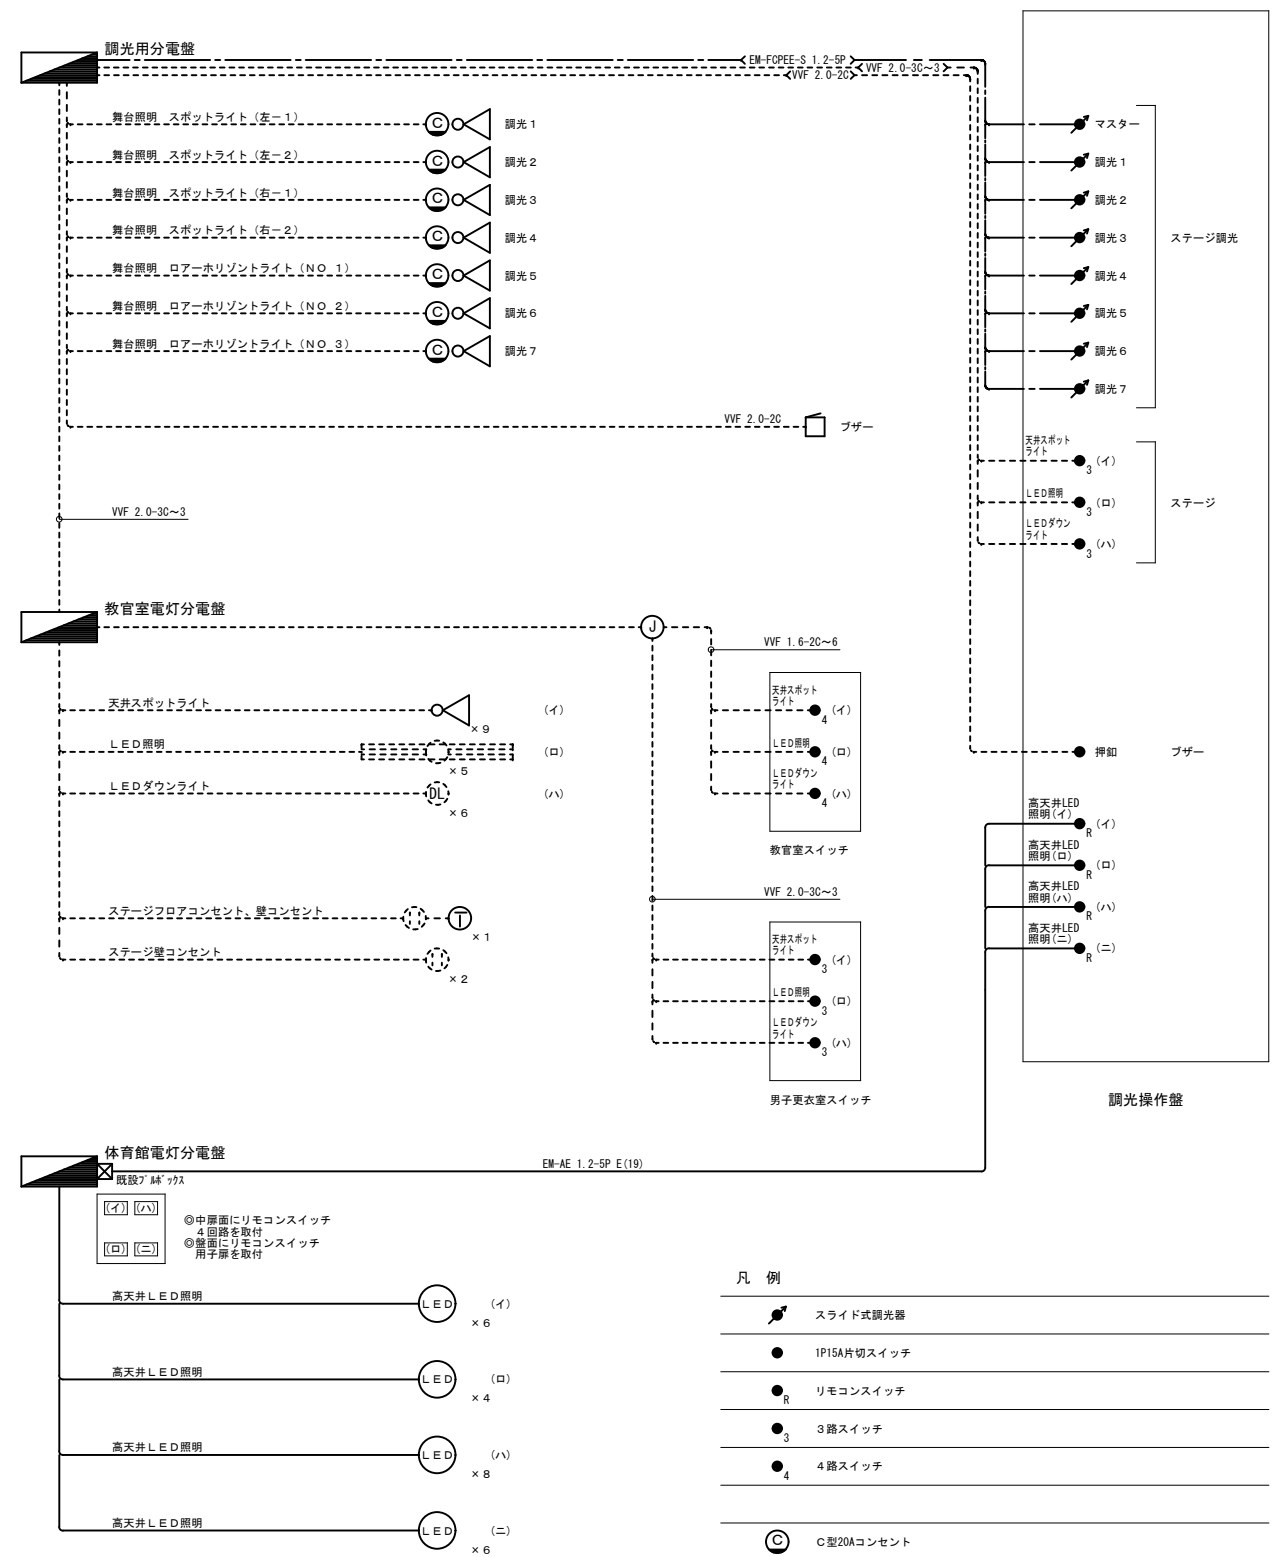 調光用分電盤
EM-FCPEE-S 1.2-5P
VVF 2.0-3C～3
VVF 2.0-2C
舞台照明　スポットライト（左－１）
調光１
舞台照明　スポットライト（左－２）
調光２
舞台照明　スポットライト（右－１）
調光３
舞台照明　スポットライト（右－２）
調光４
舞台照明　ロアーホリゾントライト（ＮＯ．１）
調光５
舞台照明　ロアーホリゾントライト（ＮＯ．２）
調光６
舞台照明　ロアーホリゾントライト（ＮＯ．３）
調光７
C
C
C
C
C
C
C
マスター
調光１
調光２
調光３
調光４
調光５
調光６
調光７
ステージ調光
VVF 2.0-2C
ブザー
天井スポット
ライト
3
（イ）
ＬＥＤ照明
3
（ロ）
ＬＥＤダウン
ライト
3
（ハ）
ステージ
VVF 2.0-3C～3
教官室電灯分電盤
J
VVF 1.6-2C～6
天井スポットライト
×９
（イ）
ＬＥＤ照明
×５
（ロ）
ＬＥＤダウンライト
DL
×６
（ハ）
天井スポット
ライト
4
（イ）
ＬＥＤ照明
4
（ロ）
ＬＥＤダウン
ライト
4
（ハ）
教官室スイッチ
押釦
ブザー
高天井LED
照明(イ)
R
（イ）
高天井LED
照明(ロ)
R
（ロ）
高天井LED
照明(ハ)
R
（ハ）
高天井LED
照明(ニ)
R
（ニ）
VVF 2.0-3C～3
ステージフロアコンセント、壁コンセント
×１
ステージ壁コンセント
×２
天井スポット
ライト
3
（イ）
ＬＥＤ照明
3
（ロ）
ＬＥＤダウン
ライト
3
（ハ）
男子更衣室スイッチ
調光操作盤
体育館電灯分電盤
EM-AE 1.2-5P E(19)
既設ﾌﾟﾙﾎﾞｯｸｽ
(イ) (ハ)
(ロ) (ニ)
◎中扉面にリモコンスイッチ
４回路を取付
◎盤面にリモコンスイッチ
用子扉を取付
高天井ＬＥＤ照明
ＬＥＤ
（イ）
×６
高天井ＬＥＤ照明
ＬＥＤ
（ロ）
×４
高天井ＬＥＤ照明
ＬＥＤ
（ハ）
×８
高天井ＬＥＤ照明
ＬＥＤ
（ニ）
×６
凡　例
スライド式調光器
1P15A片切スイッチ
R リモコンスイッチ
3 ３路スイッチ
4 ４路スイッチ
C Ｃ型20Aコンセント